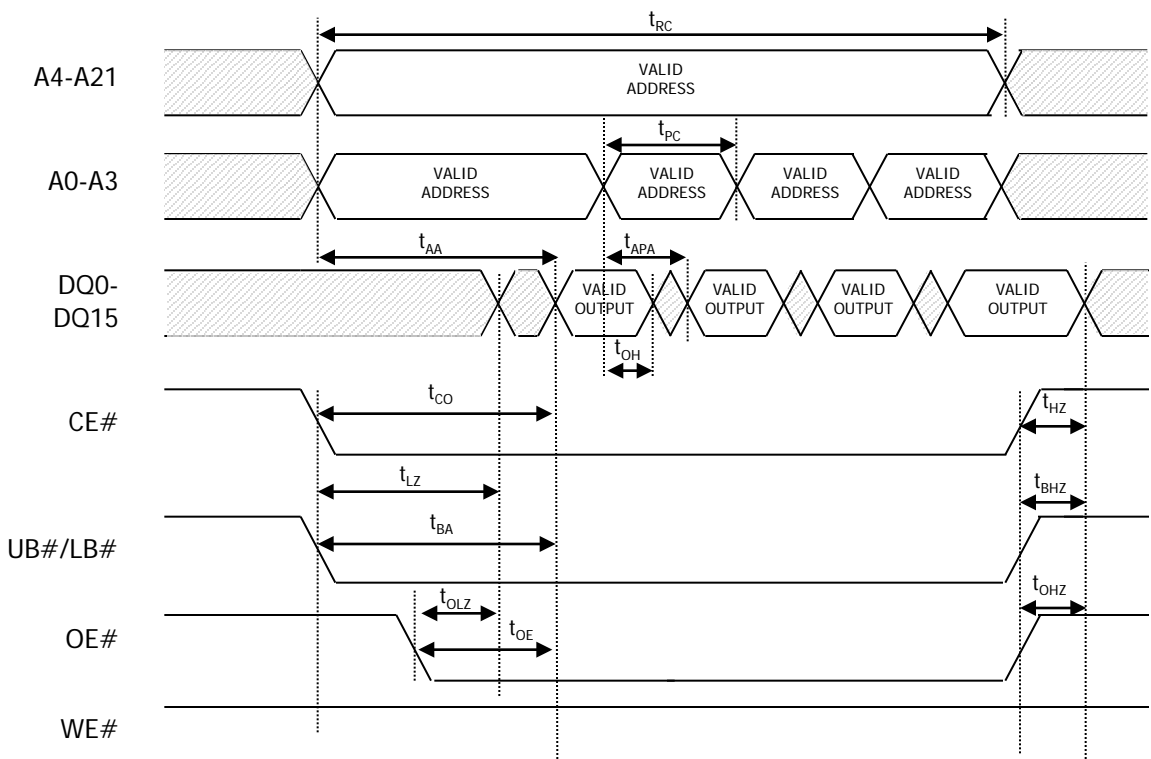 tRC
A4-A21
VALID
ADDRESS
tPC
A0-A3
VALID
ADDRESS
VALID
ADDRESS
VALID
ADDRESS
VALID
ADDRESS
tAA
tAPA
DQ0-
DQ15
VALID
OUTPUT
VALID
OUTPUT
VALID
OUTPUT
VALID
OUTPUT
tOH
CE#
tCO
tHZ
tLZ
tBHZ
UB#/LB#
tBA
tOLZ
tOHZ
OE#
tOE
WE#